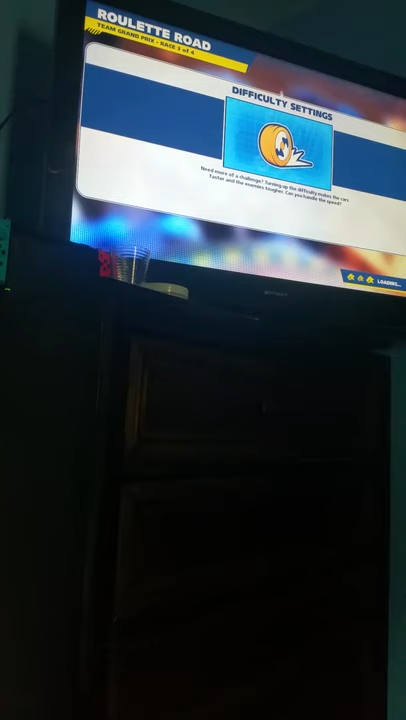 ROULETTE ROAD
TEAM GRAND PRIX - RACE 3 of 4
DIFFICULTY SETTINGS
Need more of a challenge? Turning up the difficulty makes the cars
faster and the enemies tougher. Can you handle the speed?
LOADING...